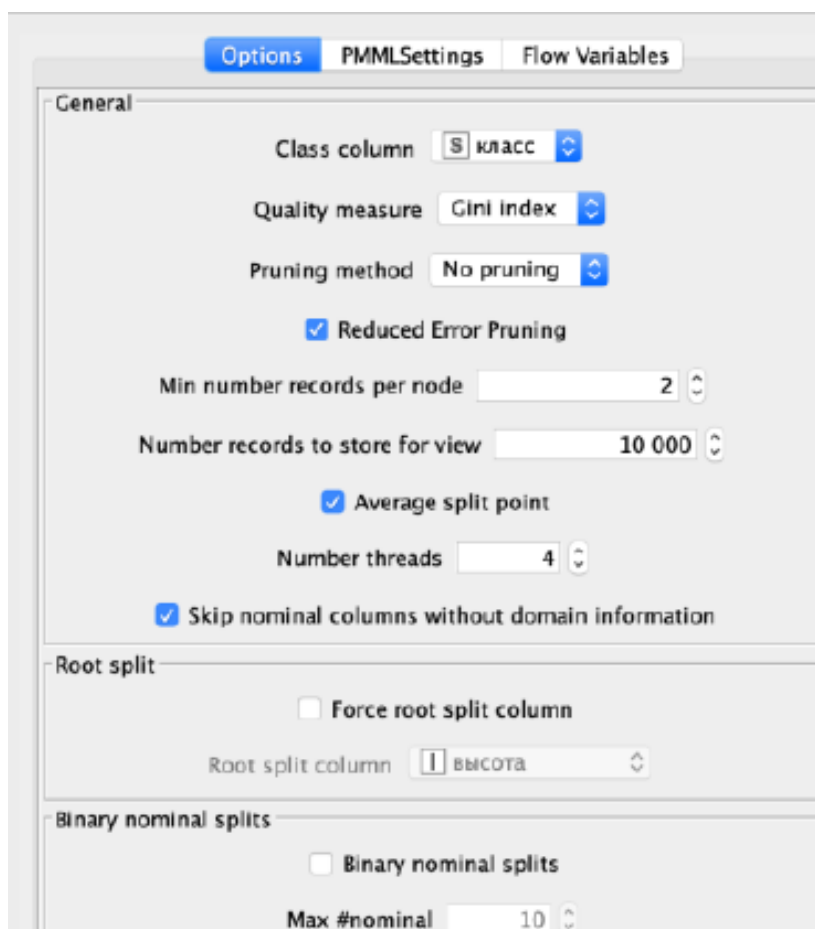 Options PMMLSettings Flow Variables
General
Class column S класс
Quality measure Gini index
Pruning method No pruning
Reduced Error Pruning
Min number records per node 2
Number records to store for view 10 000
Average split point
Number threads 4
Skip nominal columns without domain information
Root split
Force root split column
Root split column I высота
Binary nominal splits
Binary nominal splits
Max #nominal 10